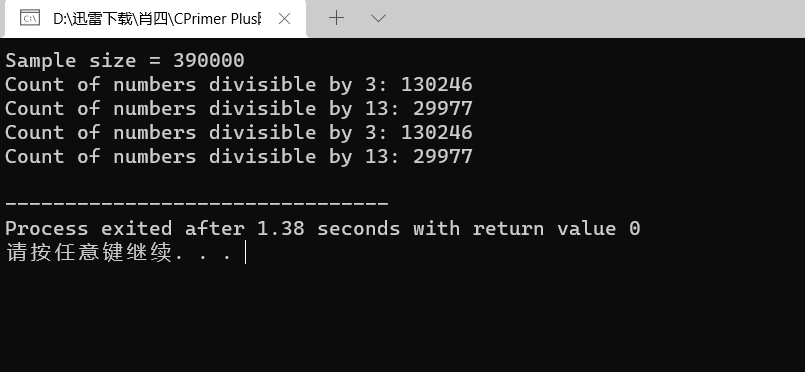 D:\迅雷下载\肖四\CPrimer Plus
Sample size = 390000
Count of numbers divisible by 3: 130246
Count of numbers divisible by 13: 29977
Count of numbers divisible by 3: 130246
Count of numbers divisible by 13: 29977
--------------------------------
Process exited after 1.38 seconds with return value 0
请按任意键继续. . .